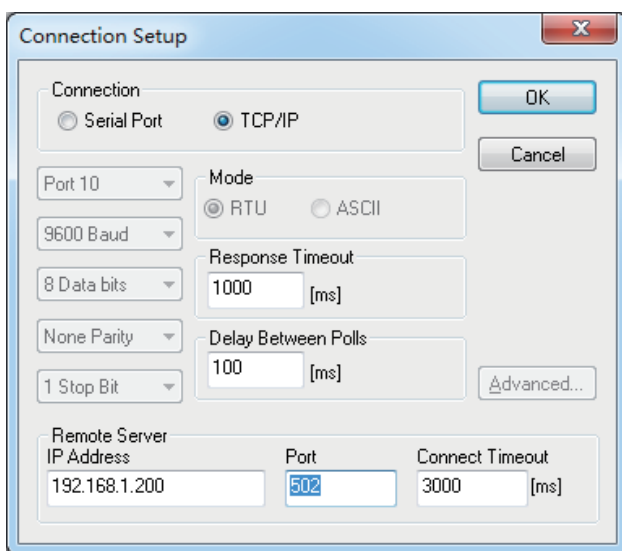 Connection Setup
Connection
Serial Port
TCP/IP
OK
Cancel
Port 10
Mode
RTU
ASCII
9600 Baud
Response Timeout
1000
[ms]
8 Data bits
None Parity
Delay Between Polls
100
[ms]
1 Stop Bit
Advanced...
Remote Server
IP Address
Port
Connect Timeout
192.168.1.200
502
3000
[ms]